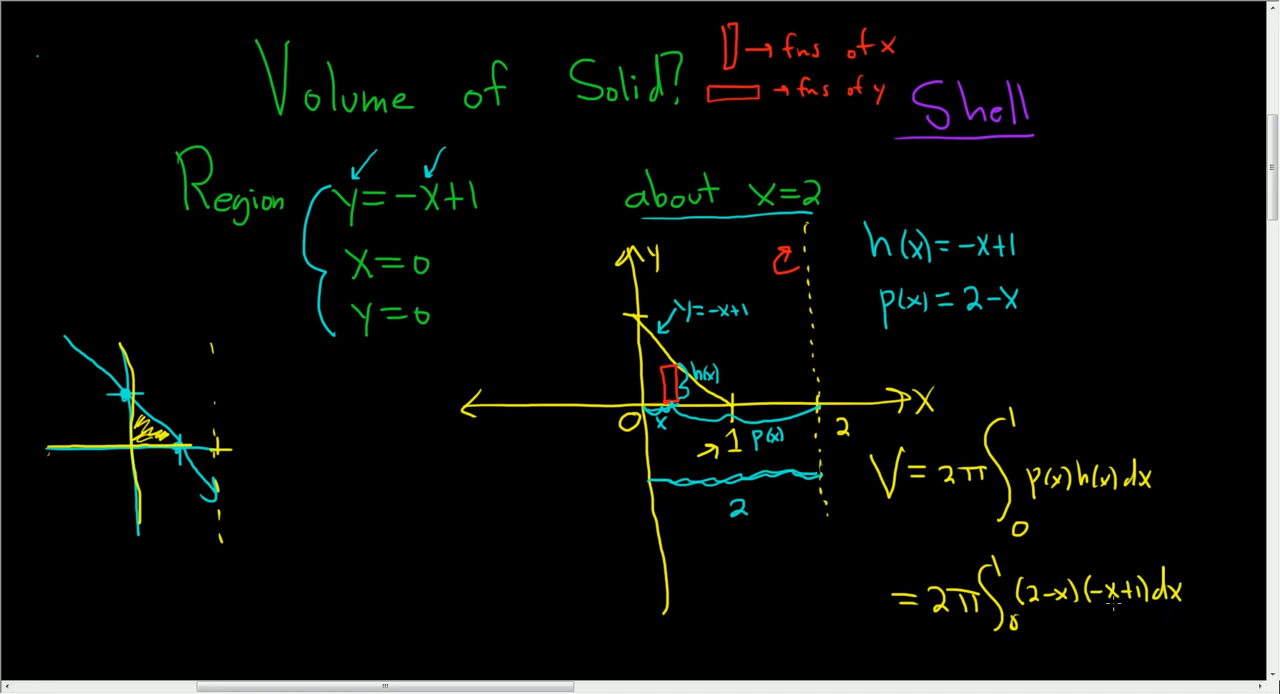 Volume of Solid?
▯ → fns of x
▭ → fns of y
Shell
Region
y = -x+1
x = 0
y = 0
about x=2
h(x) = -x+1
p(x) = 2-x
y
y=-x+1
h(x)
x
0
x
1
p(x)
2
2
V = 2π ∫₀¹ p(x)h(x)dx
= 2π ∫₀¹ (2-x)(-x+1)dx